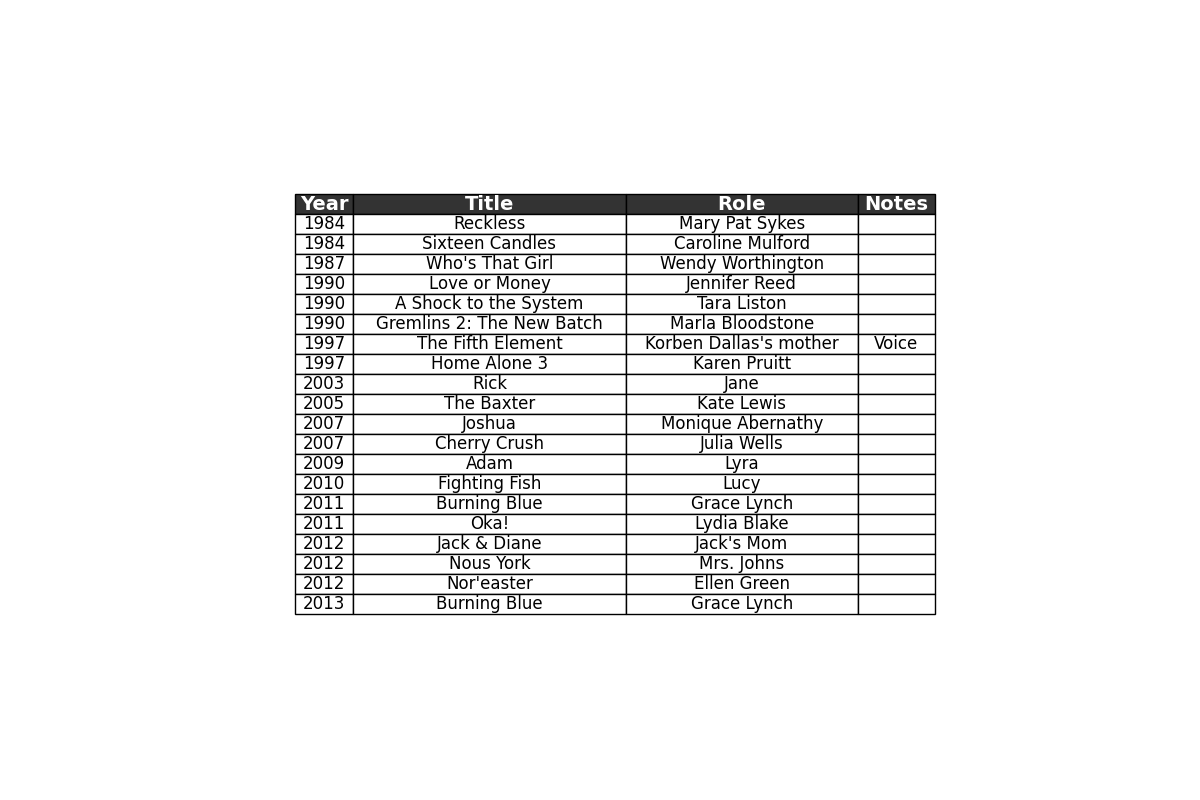 Year Title Role Notes
1984 Reckless Mary Pat Sykes
1984 Sixteen Candles Caroline Mulford
1987 Who's That Girl Wendy Worthington
1990 Love or Money Jennifer Reed
1990 A Shock to the System Tara Liston
1990 Gremlins 2: The New Batch Marla Bloodstone
1997 The Fifth Element Korben Dallas's mother Voice
1997 Home Alone 3 Karen Pruitt
2003 Rick Jane
2005 The Baxter Kate Lewis
2007 Joshua Monique Abernathy
2007 Cherry Crush Julia Wells
2009 Adam Lyra
2010 Fighting Fish Lucy
2011 Burning Blue Grace Lynch
2011 Oka! Lydia Blake
2012 Jack & Diane Jack's Mom
2012 Nous York Mrs. Johns
2012 Nor'easter Ellen Green
2013 Burning Blue Grace Lynch